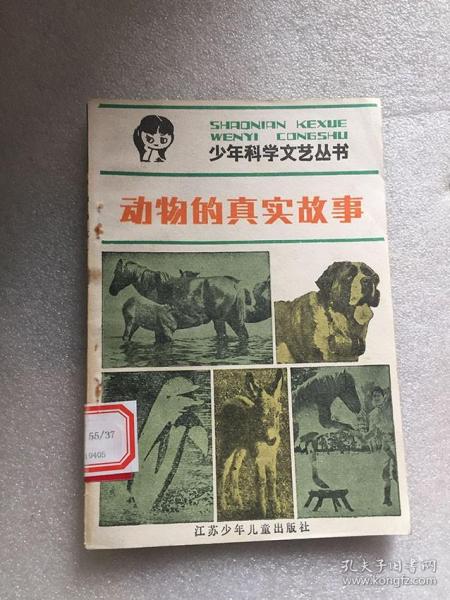 SHAONIAN KEXUE
WENYI CONGSHU
少年科学文艺丛书
动物的真实故事
55/37
19405
江苏少年儿童出版社
孔夫子旧书网
www.kongfz.com